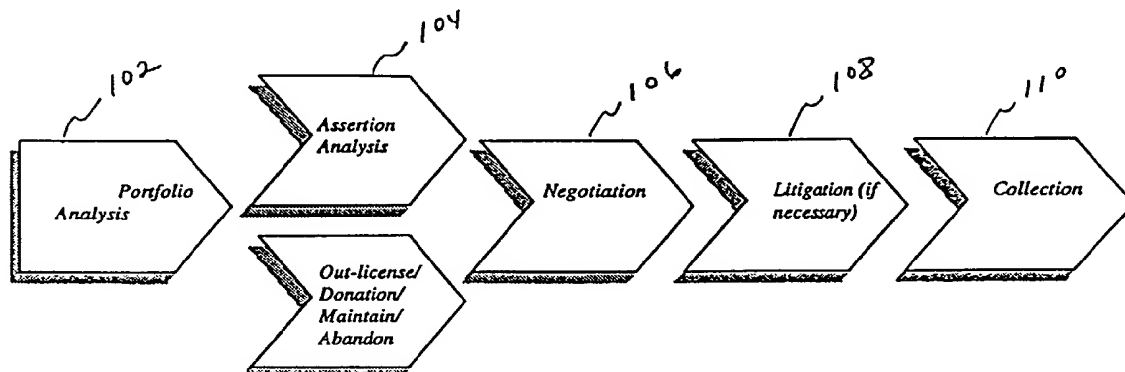 102
Portfolio
Analysis
104
Assertion
Analysis
Out-license/
Donation/
Maintain/
Abandon
106
Negotiation
108
Litigation (if
necessary)
110
Collection